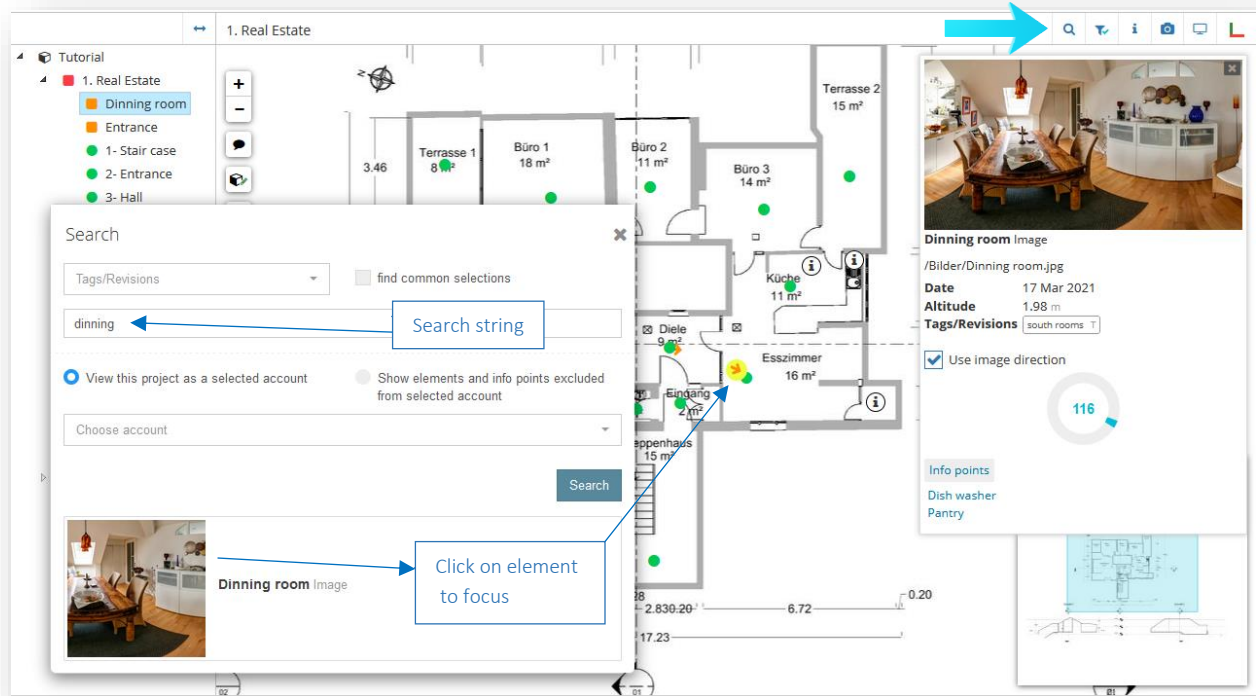 1. Real Estate
Tutorial
1. Real Estate
Dinning room
Entrance
1- Stair case
2- Entrance
3- Hall
+
−
N
3.46
Terrasse 1
8 m²
Büro 1
18 m²
Büro 2
11 m²
Büro 3
14 m²
Terrasse 2
15 m²
Küche
11 m²
Diele
9 m²
Esszimmer
16 m²
Eingang
2 m²
eppenhaus
15 m²
28
2.830.20
6.72
0.20
17.23
02
01
Search
Tags/Revisions
find common selections
dinning
Search string
View this project as a selected account
Show elements and info points excluded
from selected account
Choose account
Search
Dinning room Image
Click on element
to focus
Dinning room Image
/Bilder/Dinning room.jpg
Date 17 Mar 2021
Altitude 1.98 m
Tags/Revisions south rooms T
Use image direction
116
Info points
Dish washer
Pantry